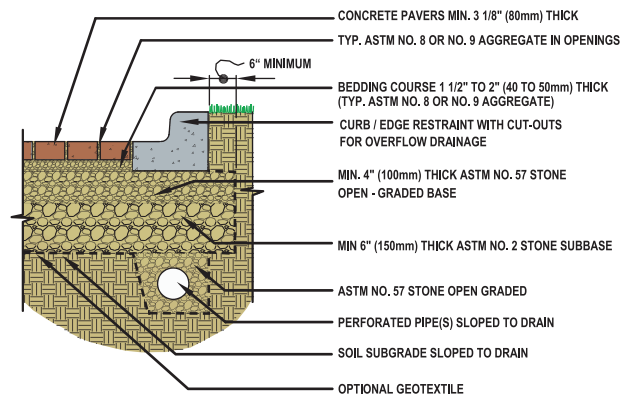 CONCRETE PAVERS MIN. 3 1/8" (80mm) THICK
TYP. ASTM NO. 8 OR NO. 9 AGGREGATE IN OPENINGS
6" MINIMUM
BEDDING COURSE 1 1/2" TO 2" (40 TO 50mm) THICK
(TYP. ASTM NO. 8 OR NO. 9 AGGREGATE)
CURB / EDGE RESTRAINT WITH CUT-OUTS
FOR OVERFLOW DRAINAGE
MIN. 4" (100mm) THICK ASTM NO. 57 STONE
OPEN - GRADED BASE
MIN 6" (150mm) THICK ASTM NO. 2 STONE SUBBASE
ASTM NO. 57 STONE OPEN GRADED
PERFORATED PIPE(S) SLOPED TO DRAIN
SOIL SUBGRADE SLOPED TO DRAIN
OPTIONAL GEOTEXTILE